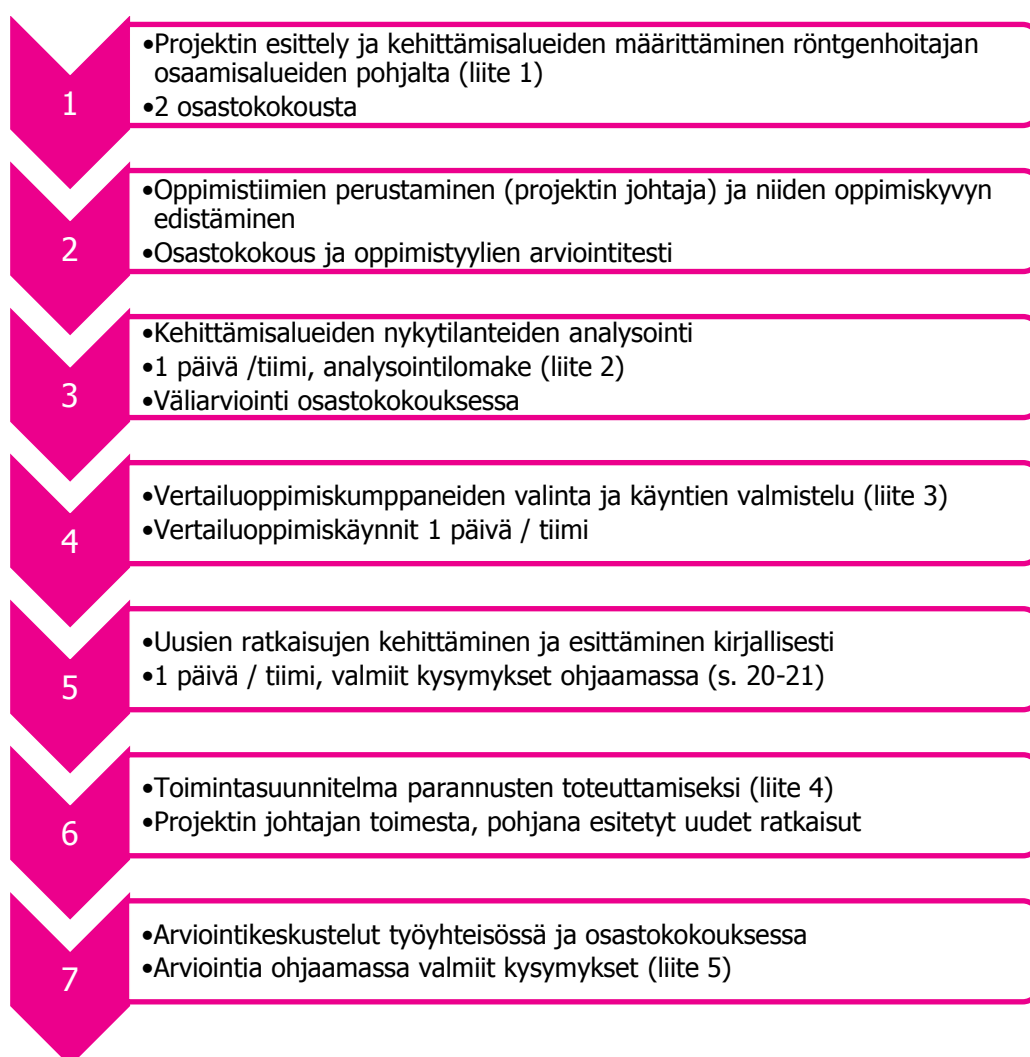 1
•Projektin esittely ja kehittämisalueiden määrittäminen röntgenhoitajan
osaamisalueiden pohjalta (liite 1)
•2 osastokokousta
2
•Oppimistiimien perustaminen (projektin johtaja) ja niiden oppimiskyvyn
edistäminen
•Osastokokous ja oppimistyylien arviointitesti
3
•Kehittämisalueiden nykytilanteiden analysointi
•1 päivä /tiimi, analysointilomake (liite 2)
•Väliarviointi osastokokouksessa
4
•Vertailuoppimiskumppaneiden valinta ja käyntien valmistelu (liite 3)
•Vertailuoppimiskäynnit 1 päivä / tiimi
5
•Uusien ratkaisujen kehittäminen ja esittäminen kirjallisesti
•1 päivä / tiimi, valmiit kysymykset ohjaamassa (s. 20-21)
6
•Toimintasuunnitelma parannusten toteuttamiseksi (liite 4)
•Projektin johtajan toimesta, pohjana esitetyt uudet ratkaisut
7
•Arviointikeskustelut työyhteisössä ja osastokokouksessa
•Arviointia ohjaamassa valmiit kysymykset (liite 5)